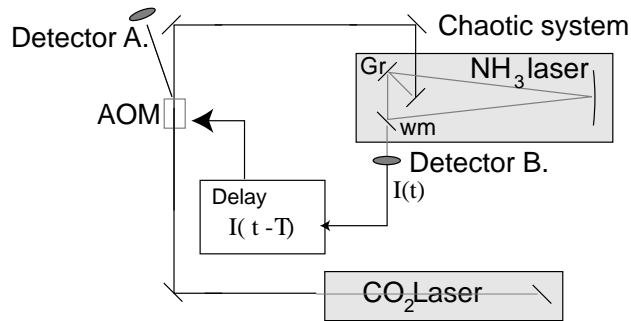 Detector A.
Chaotic system
Gr
NH3 laser
AOM
wm
Detector B.
I(t)
Delay
I( t -T)
CO2Laser